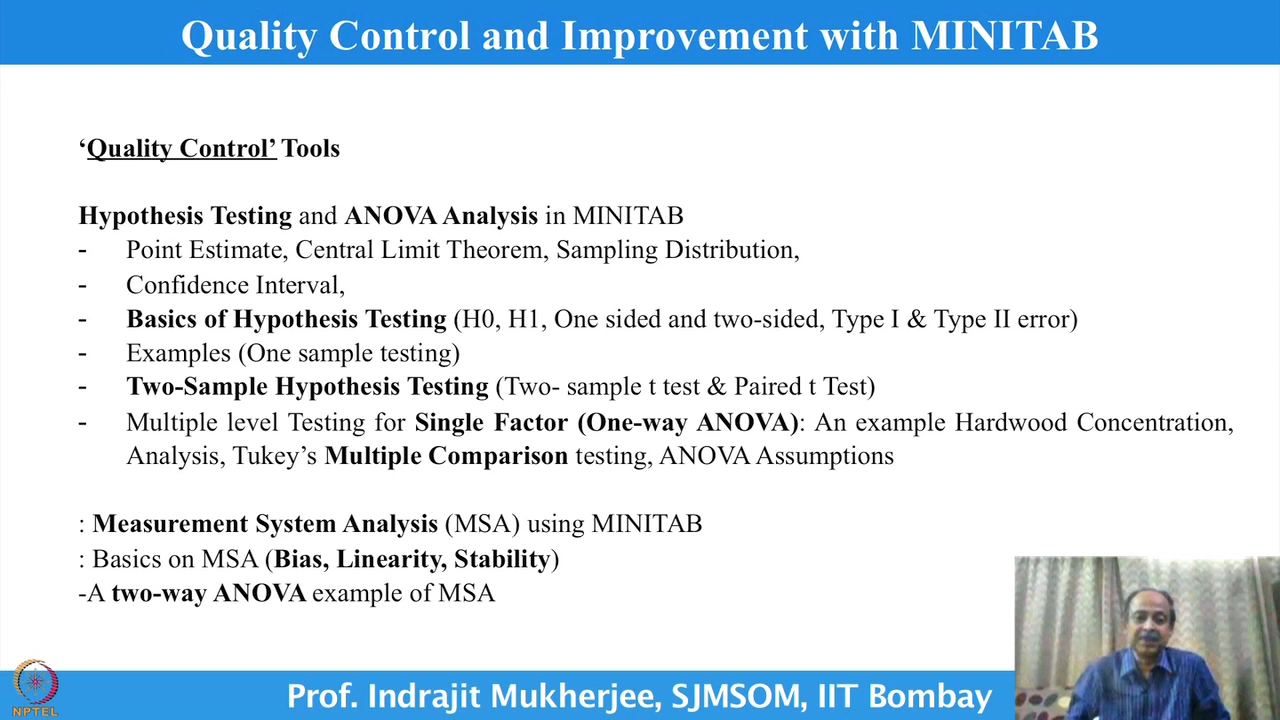 Quality Control and Improvement with MINITAB
‘Quality Control’ Tools
Hypothesis Testing and ANOVA Analysis in MINITAB
- Point Estimate, Central Limit Theorem, Sampling Distribution,
- Confidence Interval,
- Basics of Hypothesis Testing (H0, H1, One sided and two-sided, Type I & Type II error)
- Examples (One sample testing)
- Two-Sample Hypothesis Testing (Two- sample t test & Paired t Test)
- Multiple level Testing for Single Factor (One-way ANOVA): An example Hardwood Concentration,
Analysis, Tukey’s Multiple Comparison testing, ANOVA Assumptions
: Measurement System Analysis (MSA) using MINITAB
: Basics on MSA (Bias, Linearity, Stability)
-A two-way ANOVA example of MSA
NPTEL
Prof. Indrajit Mukherjee, SJMSOM, IIT Bombay